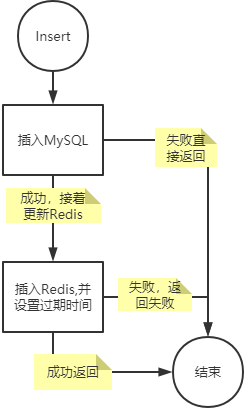 Insert
插入MySQL
失败直
接返回
成功，接着
更新Redis
插入Redis,并
设置过期时间
失败，返
回失败
成功返回
结束